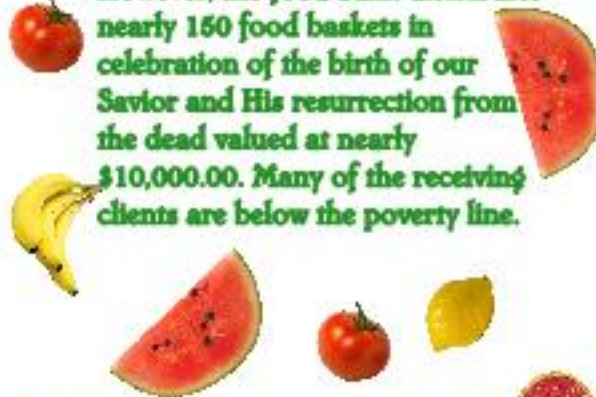 nearly 150 food baskets in
celebration of the birth of our
Savior and His resurrection from
the dead valued at nearly
$10,000.00. Many of the receiving
clients are below the poverty line.